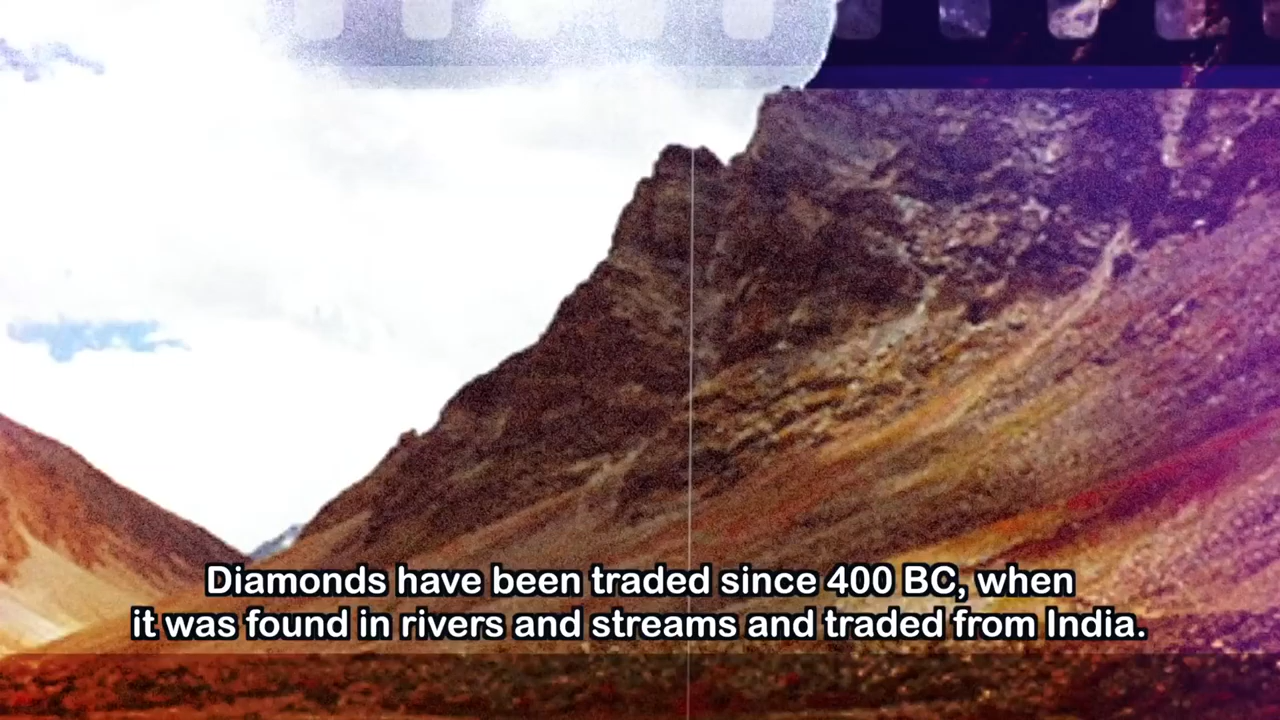 Diamonds have been traded since 400 BC, when
it was found in rivers and streams and traded from India.